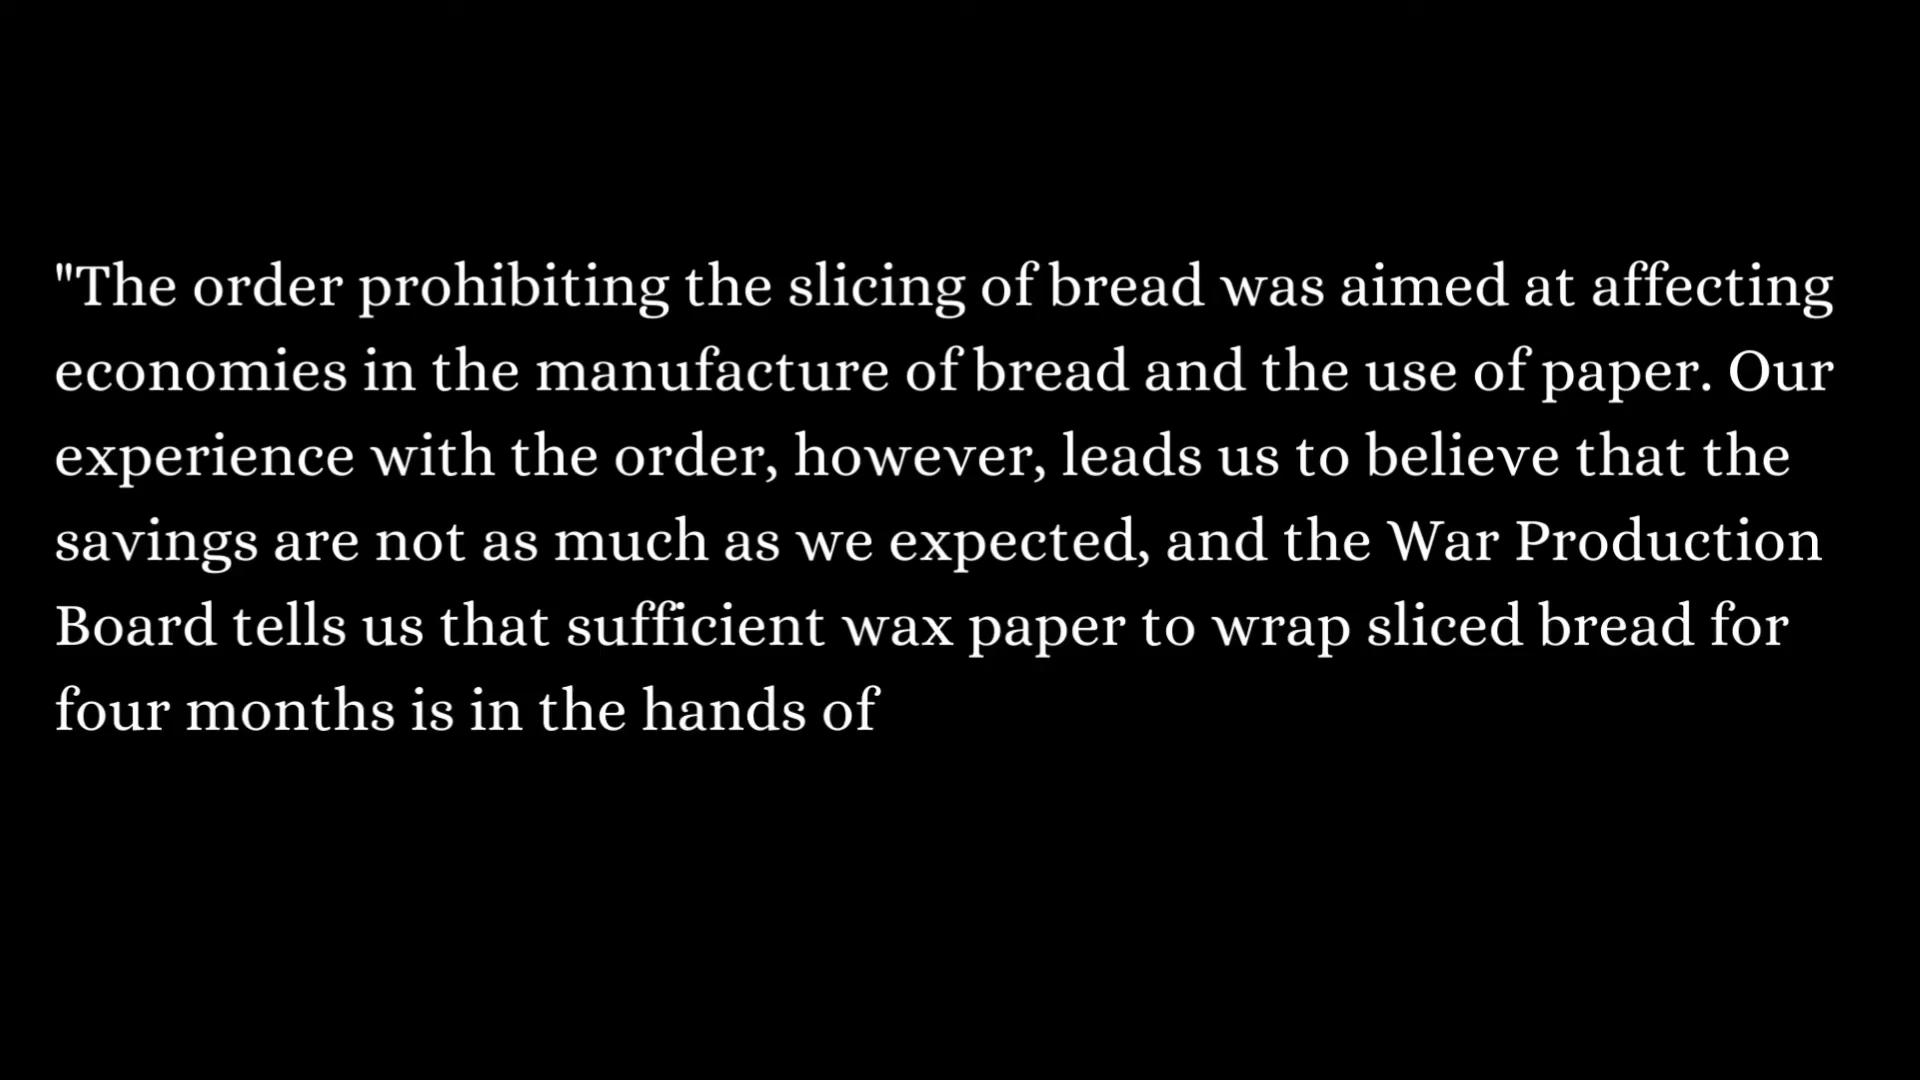 "The order prohibiting the slicing of bread was aimed at affecting
economies in the manufacture of bread and the use of paper. Our
experience with the order, however, leads us to believe that the
savings are not as much as we expected, and the War Production
Board tells us that sufficient wax paper to wrap sliced bread for
four months is in the hands of